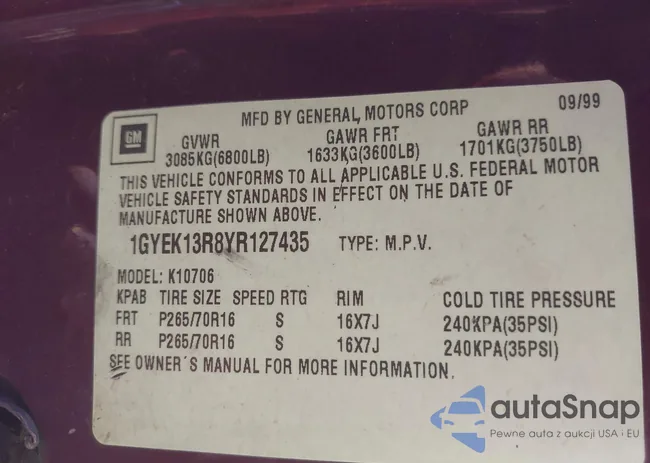 MFD BY GENERAL MOTORS CORP 09/99
GM
GVWR GAWR FRT GAWR RR
3085KG(6800LB) 1633KG(3600LB) 1701KG(3750LB)
THIS VEHICLE CONFORMS TO ALL APPLICABLE U.S. FEDERAL MOTOR
VEHICLE SAFETY STANDARDS IN EFFECT ON THE DATE OF
MANUFACTURE SHOWN ABOVE.
1GYEK13R8YR127435 TYPE: M.P.V.
MODEL: K10706
KPAB TIRE SIZE SPEED RTG RIM COLD TIRE PRESSURE
FRT P265/70R16 S 16X7J 240KPA(35PSI)
RR P265/70R16 S 16X7J 240KPA(35PSI)
SEE OWNER'S MANUAL FOR MORE INFORMATION.
autaSnap
Pewne auta z aukcji USA i EU